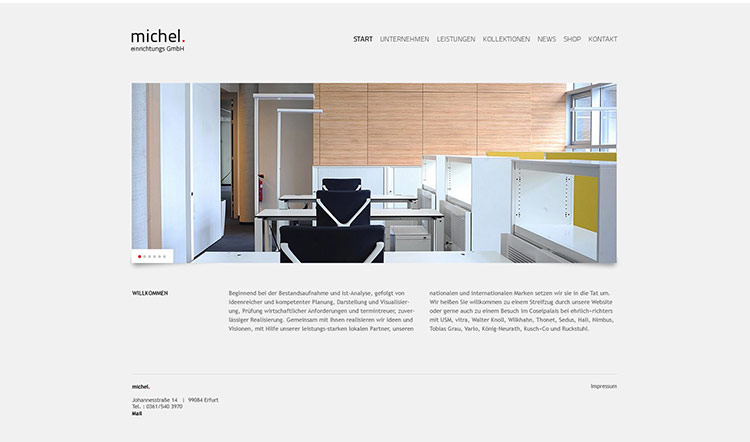 michel.
einrichtungs GmbH
START UNTERNEHMEN LEISTUNGEN KOLLEKTIONEN NEWS SHOP KONTAKT
WILLKOMMEN
Beginnend bei der Bestandsaufnahme und Ist-Analyse, gefolgt von
ideenreicher und kompetenter Planung, Darstellung und Visualisier-
ung, Prüfung wirtschaftlicher Anforderungen und termintreuer, zuver-
lässiger Realisierung. Gemeinsam mit Ihnen realisieren wir Ideen und
Visionen, mit Hilfe unserer leistungs-starken lokalen Partner, unseren
nationalen und internationalen Marken setzen wir sie in die Tat um.
Wir heißen Sie willkommen zu einem Streifzug durch unsere Website
oder gerne auch zu einem Besuch im Coselpalais bei ehrlich-richters
mit USM, vitra, Walter Knoll, Wilkhahn, Thonet, Sedus, Hali, Nimbus,
Tobias Grau, Vario, König-Neurath, Kusch+Co und Ruckstuhl.
michel.
Impressum
Johannesstraße 14 | 99084 Erfurt
Tel. : 0361/540 3970
Mail